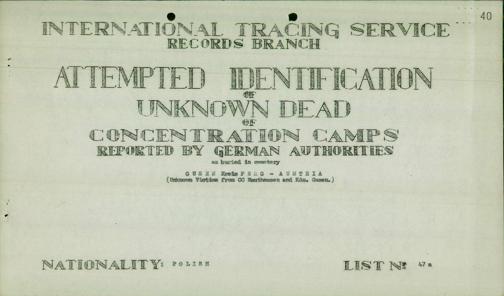 40
INTERNATIONAL TRACING SERVICE
RECORDS BRANCH
ATTEMPTED IDENTIFICATION
OF
UNKNOWN DEAD
OF
CONCENTRATION CAMPS
REPORTED BY GERMAN AUTHORITIES
as buried in cemetery
GUSEN Kreis PERG - AUSTRIA
(Unknown Victims from CC Mauthausen and Kdo. Gusen.)
NATIONALITY: POLISH
LIST No 47a